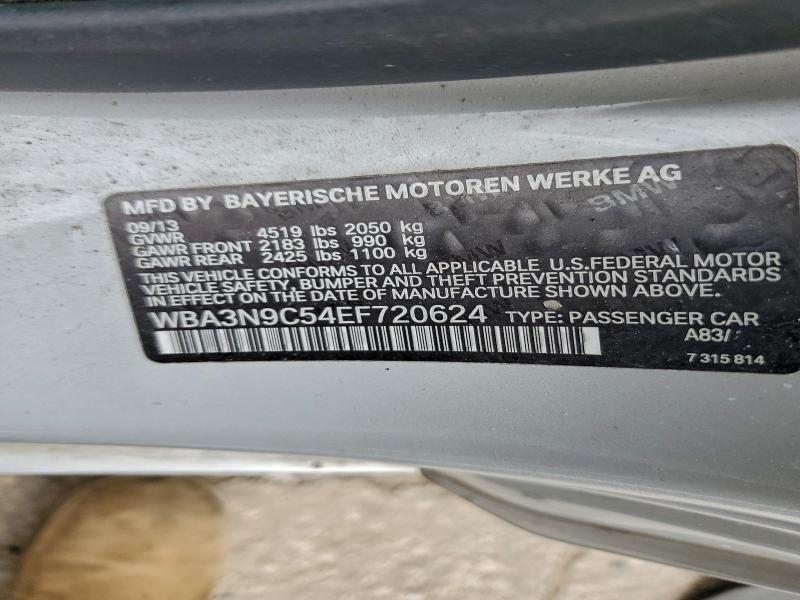 MFD BY BAYERISCHE MOTOREN WERKE AG
09/13
GVWR 4519 lbs 2050 kg
GAWR FRONT 2183 lbs 990 kg
GAWR REAR 2425 lbs 1100 kg
THIS VEHICLE CONFORMS TO ALL APPLICABLE U.S. FEDERAL MOTOR
VEHICLE SAFETY, BUMPER AND THEFT PREVENTION STANDARDS
IN EFFECT ON THE DATE OF MANUFACTURE SHOWN ABOVE.
WBA3N9C54EF720624 TYPE: PASSENGER CAR
A83/
7 315 814
BMW
BMW